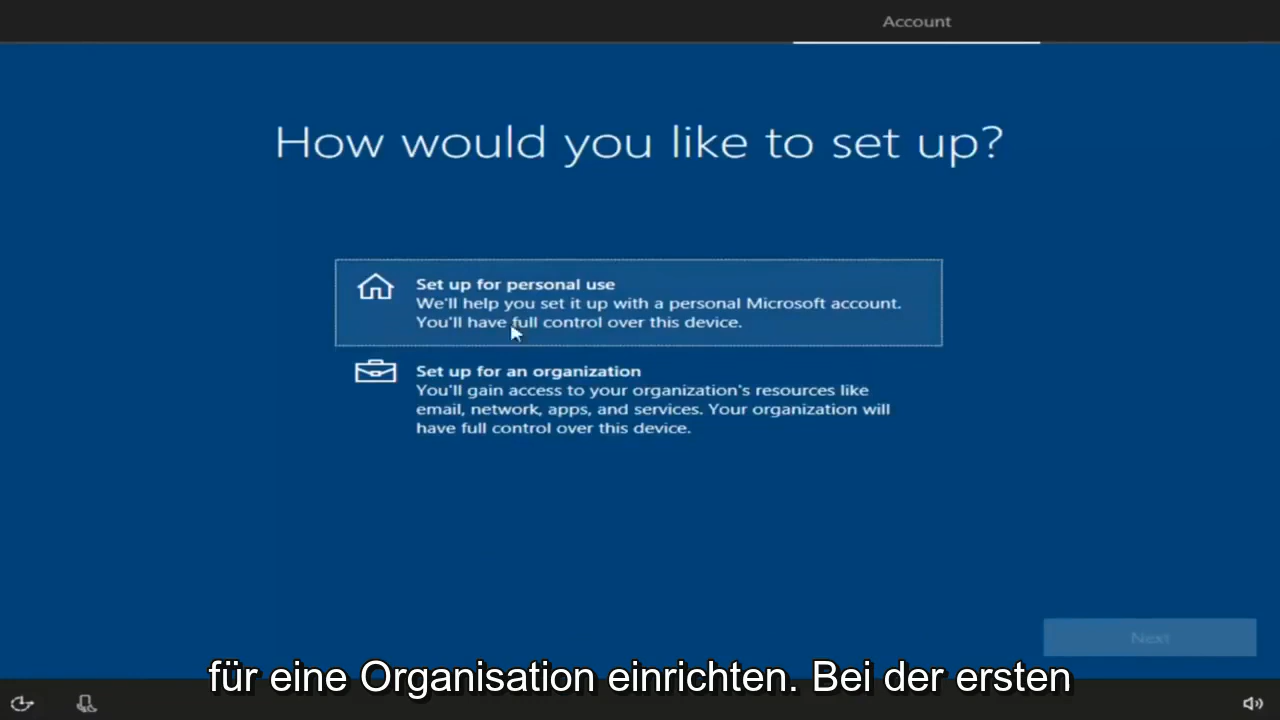 Account
How would you like to set up?
Set up for personal use
We'll help you set it up with a personal Microsoft account.
You'll have full control over this device.
Set up for an organization
You'll gain access to your organization's resources like
email, network, apps, and services. Your organization will
have full control over this device.
Next
für eine Organisation einrichten. Bei der ersten